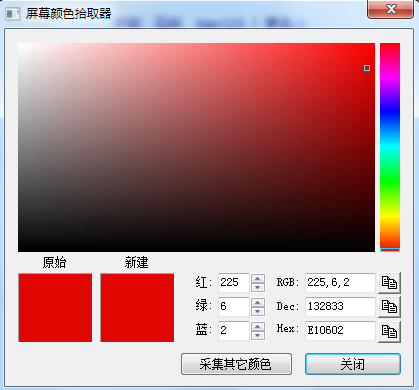 屏幕颜色拾取器
原始 新建
红: 225 RGB: 225,6,2
绿: 6 Dec: 132833
蓝: 2 Hex: E10602
采集其它颜色 关闭